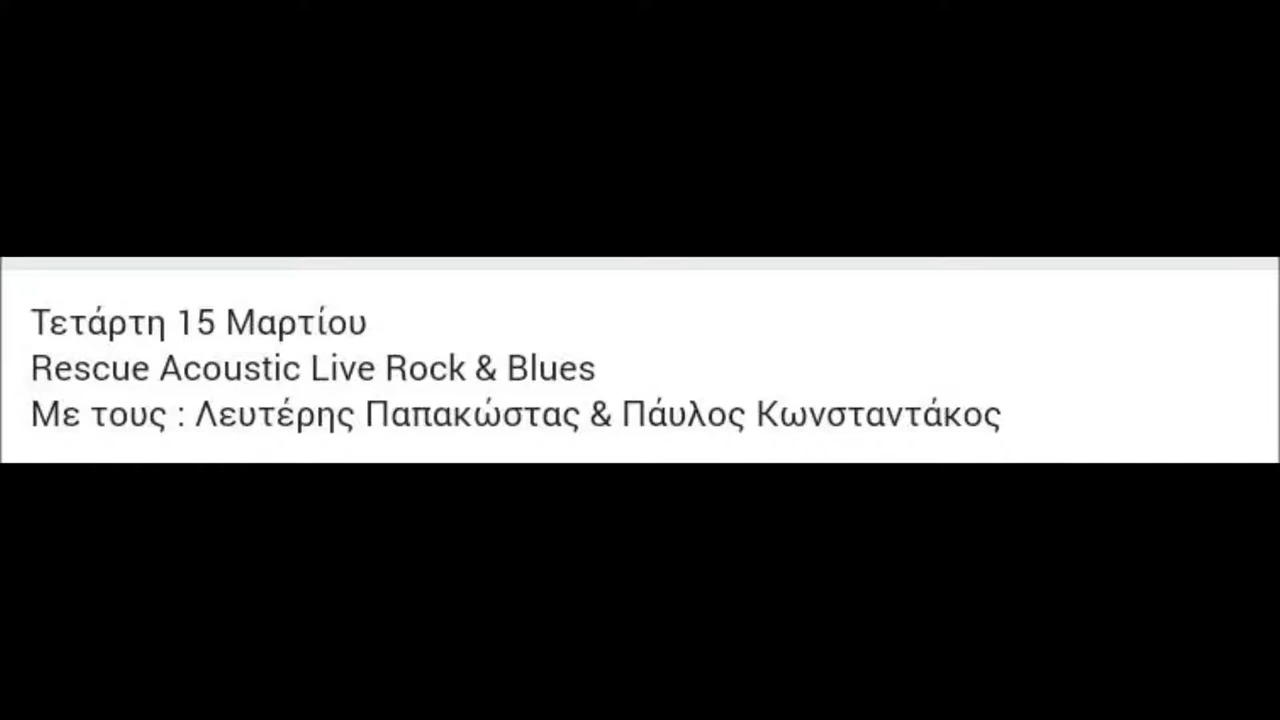 Τετάρτη 15 Μαρτίου
Rescue Acoustic Live Rock & Blues
Με τους : Λευτέρης Παπακώστας & Πάυλος Κωνσταντάκος